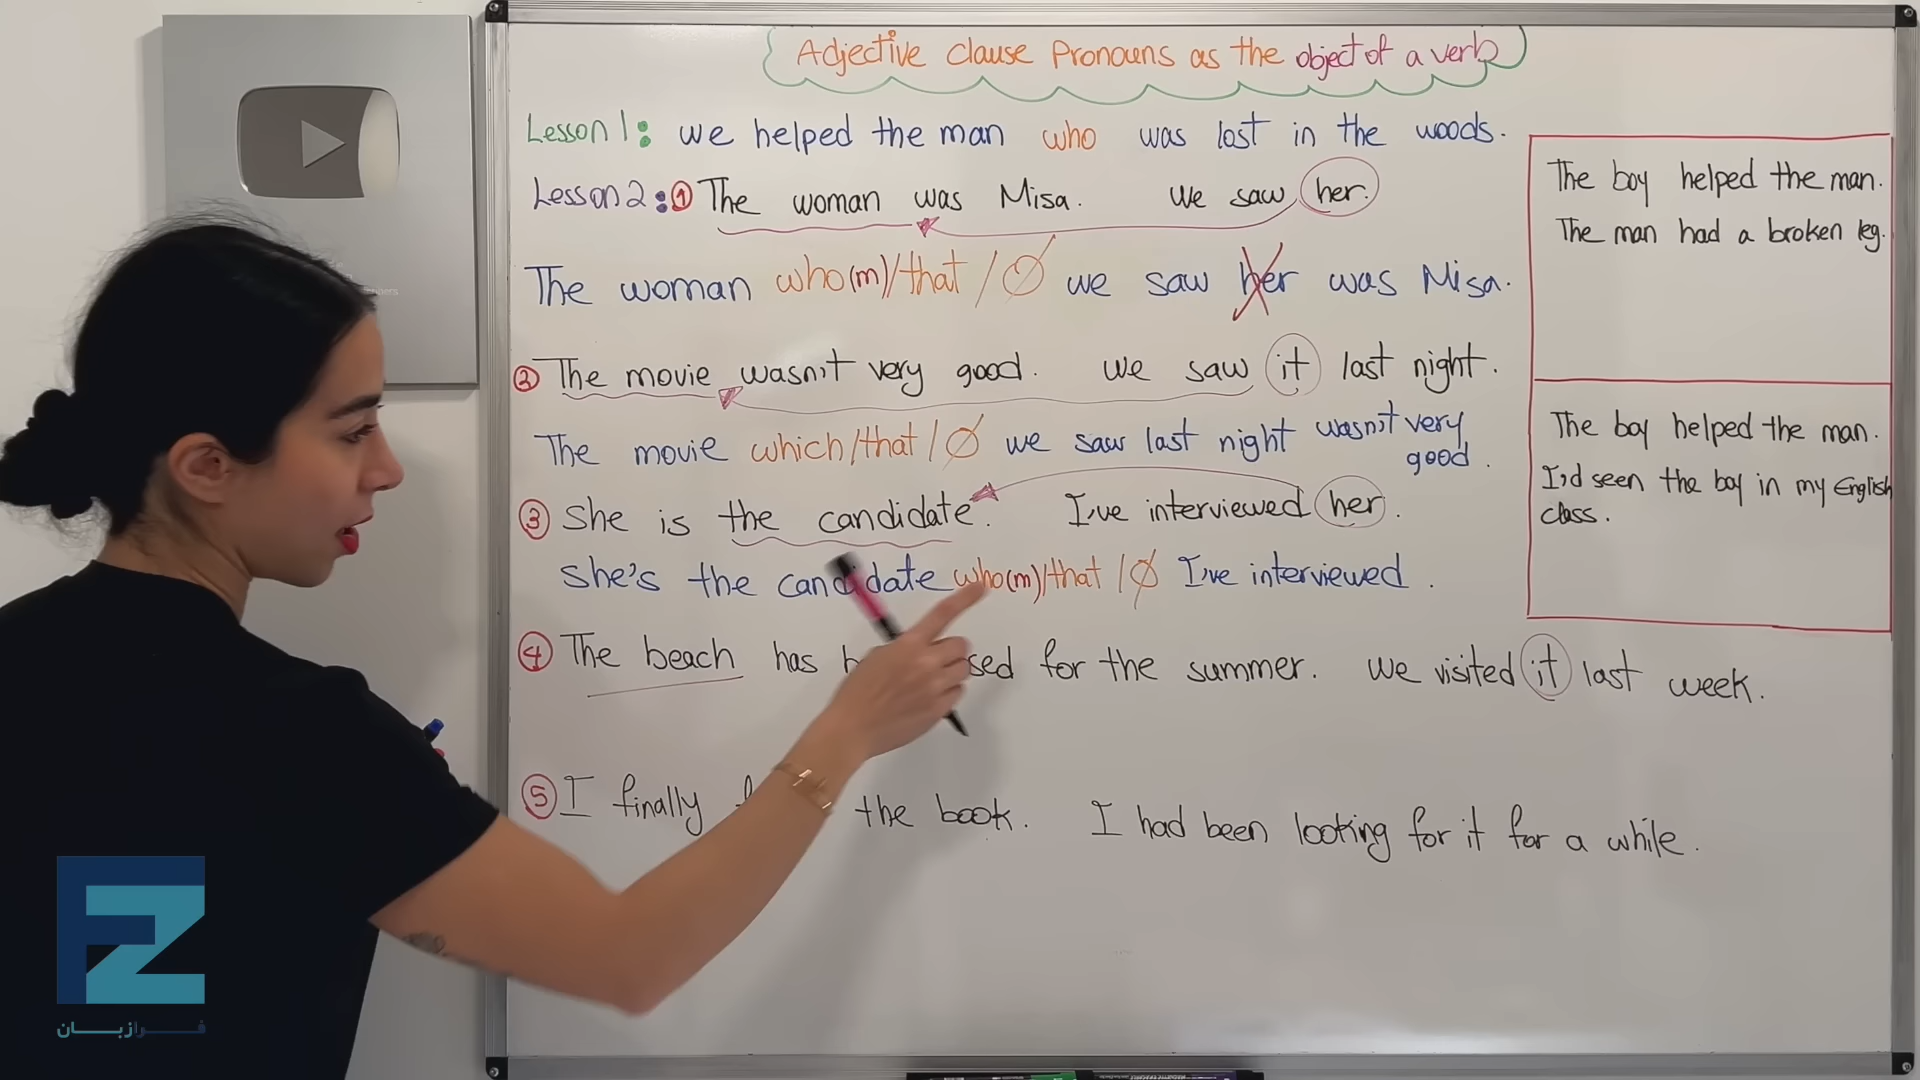 Adjective Clause Pronouns as the object of a verb
Lesson 1: we helped the man who was lost in the woods.
Lesson 2: ① The woman was Misa. We saw her.
The woman who(m)/that/Ø we saw her was Misa.
② The movie wasn't very good. We saw it last night.
The movie which/that/Ø we saw last night wasn't very good.
③ She is the candidate. I've interviewed her.
She's the candidate who(m)/that/Ø I've interviewed.
④ The beach has for the summer. We visited it last week.
⑤ I finally the book. I had been looking for it for a while.
The boy helped the man.
The man had a broken leg.
The boy helped the man.
I'd seen the boy in my English
class.
FZ
فرازبان